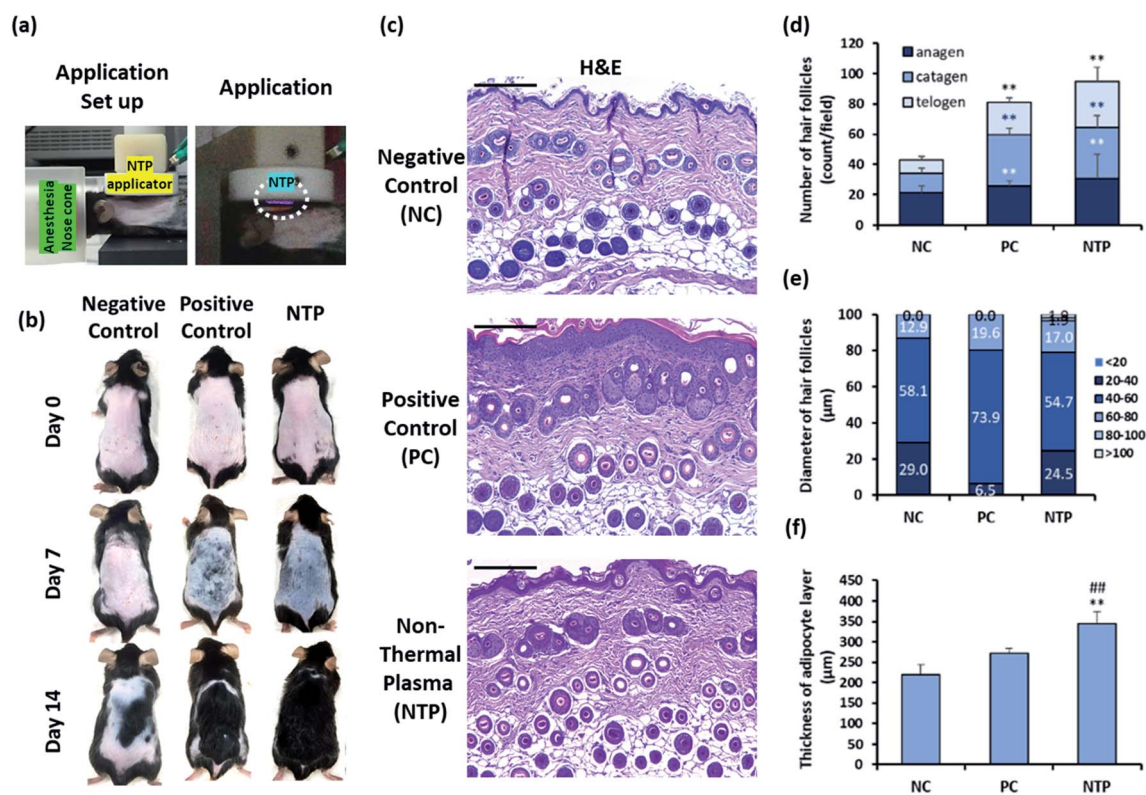 (a)
Application
Set up
Application
NTP
applicator
Anesthesia
Nose cone
NTP
(b)
Negative
Control
Positive
Control
NTP
Day 0
Day 7
Day 14
(c)
H&E
Negative
Control
(NC)
Positive
Control
(PC)
Non-
Thermal
Plasma
(NTP)
(d)
Number of hair follicles
(count/field)
120
100
80
60
40
20
0
anagen
catagen
telogen
**
**
**
**
**
**
NC
PC
NTP
(e)
Diameter of hair follicles
(µm)
100
80
60
40
20
0
0.0
12.9
58.1
29.0
0.0
19.6
73.9
6.5
1.9
17.0
54.7
24.5
<20
20-40
40-60
60-80
80-100
>100
NC
PC
NTP
(f)
Thickness of adipocyte layer
(µm)
450
400
350
300
250
200
150
100
50
0
##
**
NC
PC
NTP